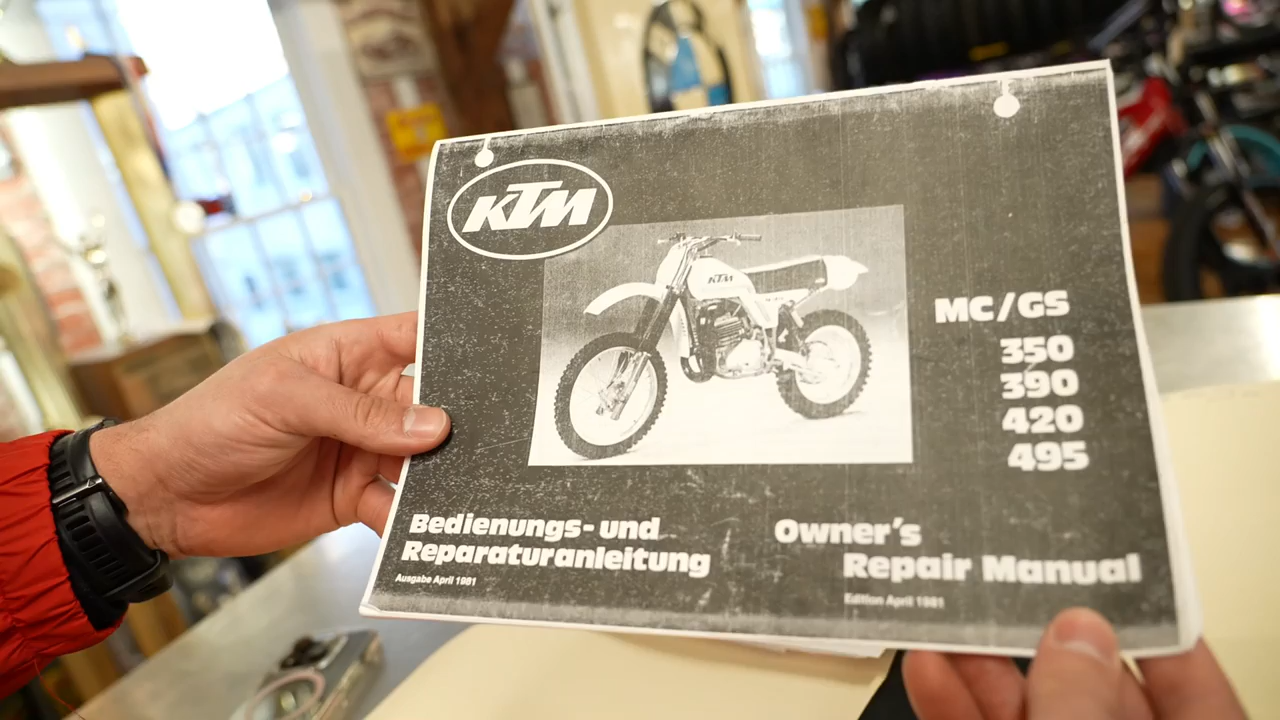 KTM
KTM
MC/GS
350
390
420
495
Bedienungs- und
Reparaturanleitung
Ausgabe April 1981
Owner's
Repair Manual
Edition April 1981